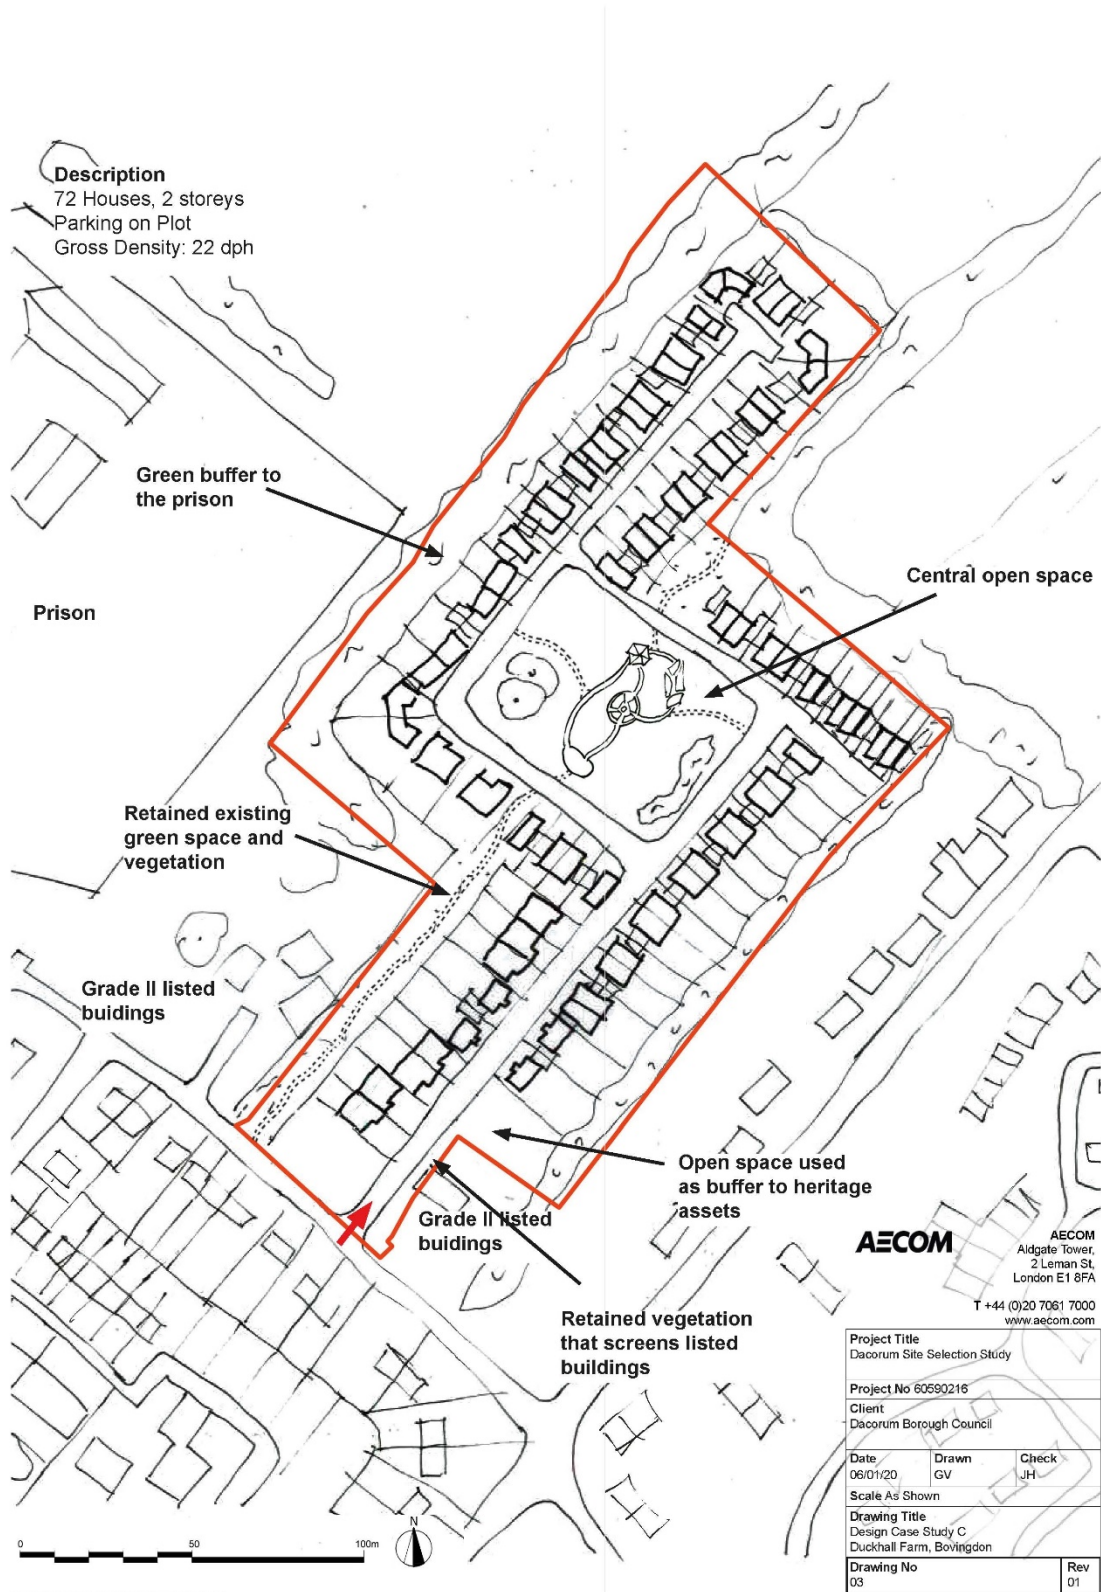 Description
72 Houses, 2 storeys
Parking on Plot
Gross Density: 22 dph
Green buffer to
the prison
Prison
Central open space
Retained existing
green space and
vegetation
Grade II listed
buidings
Open space used
as buffer to heritage
assets
Grade II listed
buidings
Retained vegetation
that screens listed
buildings
AECOM
AECOM
Aldgate Tower,
2 Leman St,
London E1 8FA
T +44 (0)20 7061 7000
www.aecom.com
Project Title
Dacorum Site Selection Study
Project No 60590216
Client
Dacorum Borough Council
Date Drawn Check
06/01/20 GV JH
Scale As Shown
Drawing Title
Design Case Study C
Duckhall Farm, Bovingdon
Drawing No Rev
03 01
0 50 100m
N